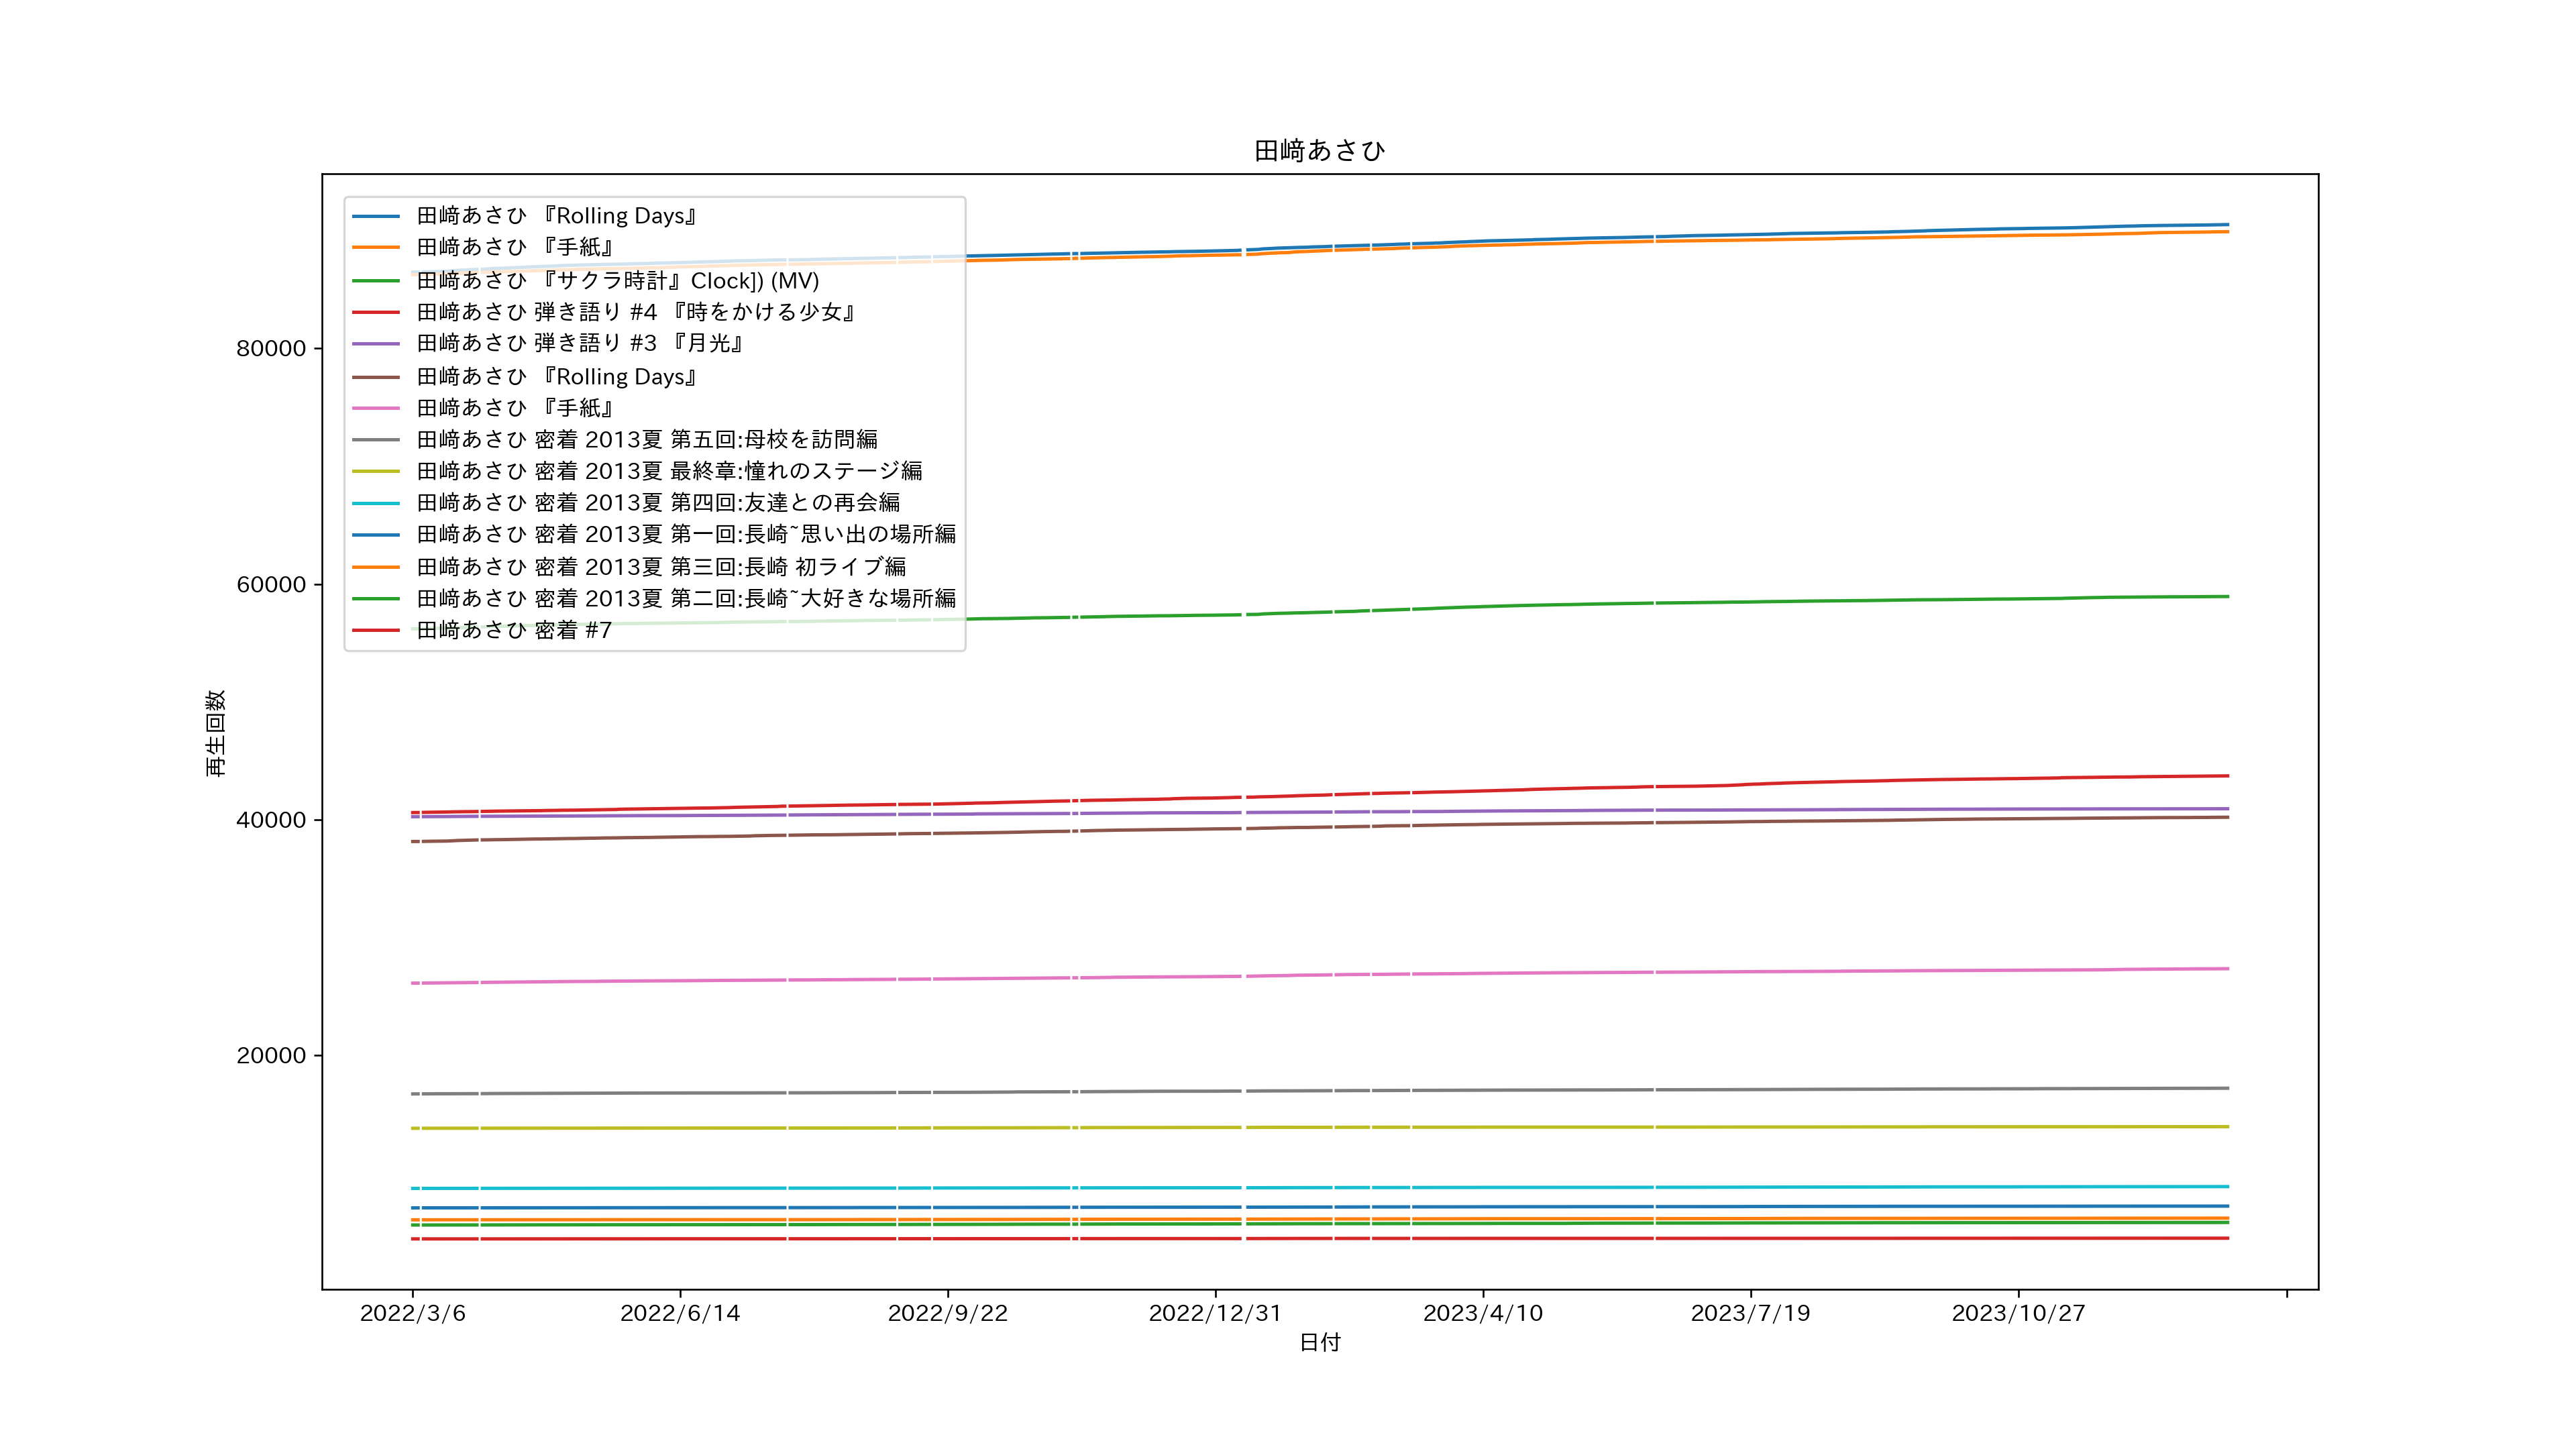 田﨑あさひ
田﨑あさひ 『Rolling Days』
田﨑あさひ 『手紙』
田﨑あさひ 『サクラ時計』Clock]) (MV)
田﨑あさひ 弾き語り #4 『時をかける少女』
田﨑あさひ 弾き語り #3 『月光』
田﨑あさひ 『Rolling Days』
田﨑あさひ 『手紙』
田﨑あさひ 密着 2013夏 第五回:母校を訪問編
田﨑あさひ 密着 2013夏 最終章:憧れのステージ編
田﨑あさひ 密着 2013夏 第四回:友達との再会編
田﨑あさひ 密着 2013夏 第一回:長崎~思い出の場所編
田﨑あさひ 密着 2013夏 第三回:長崎 初ライブ編
田﨑あさひ 密着 2013夏 第二回:長崎~大好きな場所編
田﨑あさひ 密着 #7
80000
60000
40000
20000
再生回数
2022/3/6 2022/6/14 2022/9/22 2022/12/31 2023/4/10 2023/7/19 2023/10/27
日付